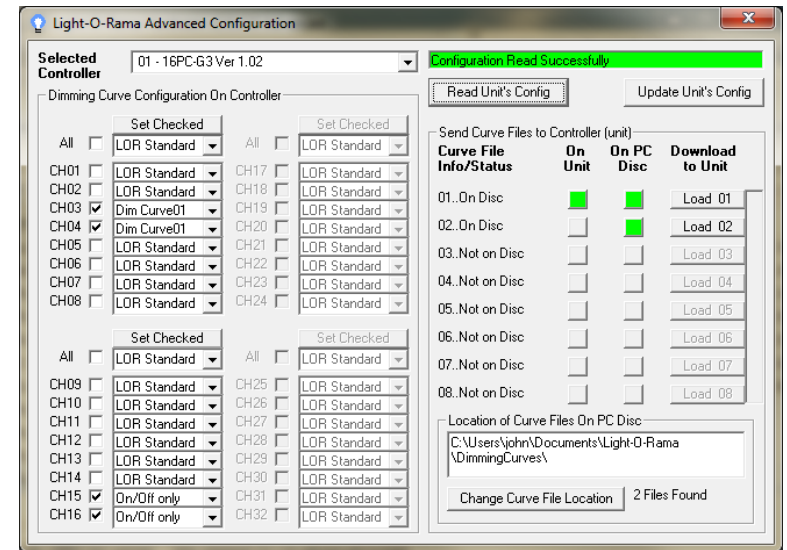 Light-O-Rama Advanced Configuration
x
Selected Controller
01 - 16PC-G3 Ver 1.02
Configuration Read Successfully
Read Unit's Config
Update Unit's Config
Dimming Curve Configuration On Controller
Set Checked
Set Checked
All LOR Standard All LOR Standard
CH01 LOR Standard CH17 LOR Standard
CH02 LOR Standard CH18 LOR Standard
CH03 Dim Curve01 CH19 LOR Standard
CH04 Dim Curve01 CH20 LOR Standard
CH05 LOR Standard CH21 LOR Standard
CH06 LOR Standard CH22 LOR Standard
CH07 LOR Standard CH23 LOR Standard
CH08 LOR Standard CH24 LOR Standard
Set Checked
Set Checked
All LOR Standard All LOR Standard
CH09 LOR Standard CH25 LOR Standard
CH10 LOR Standard CH26 LOR Standard
CH11 LOR Standard CH27 LOR Standard
CH12 LOR Standard CH28 LOR Standard
CH13 LOR Standard CH29 LOR Standard
CH14 LOR Standard CH30 LOR Standard
CH15 On/Off only CH31 LOR Standard
CH16 On/Off only CH32 LOR Standard
Send Curve Files to Controller (unit)
Curve File On On PC Download
Info/Status Unit Disc to Unit
01..On Disc Load 01
02..On Disc Load 02
03..Not on Disc Load 03
04..Not on Disc Load 04
05..Not on Disc Load 05
06..Not on Disc Load 06
07..Not on Disc Load 07
08..Not on Disc Load 08
Location of Curve Files On PC Disc
C:\Users\john\Documents\Light-O-Rama
\DimmingCurves\
Change Curve File Location
2 Files Found